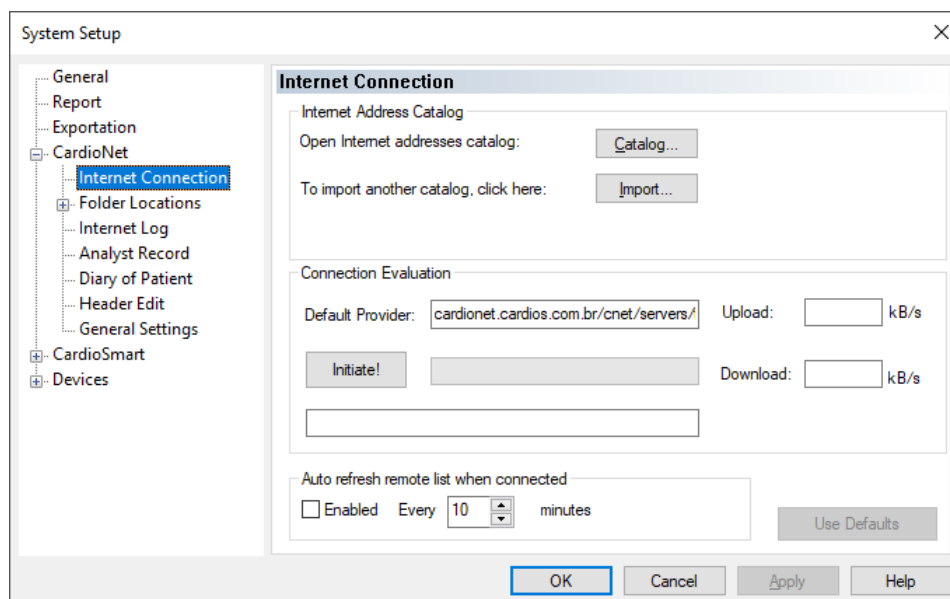 System Setup
General
Report
Exportation
CardioNet
Internet Connection
Folder Locations
Internet Log
Analyst Record
Diary of Patient
Header Edit
General Settings
CardioSmart
Devices
Internet Connection
Internet Address Catalog
Open Internet addresses catalog: Catalog...
To import another catalog, click here: Import...
Connection Evaluation
Default Provider: cardionet.cardios.com.br/cnet/servers/ Upload: kB/s
Initiate! Download: kB/s
Auto refresh remote list when connected
Enabled Every 10 minutes
Use Defaults
OK Cancel Apply Help